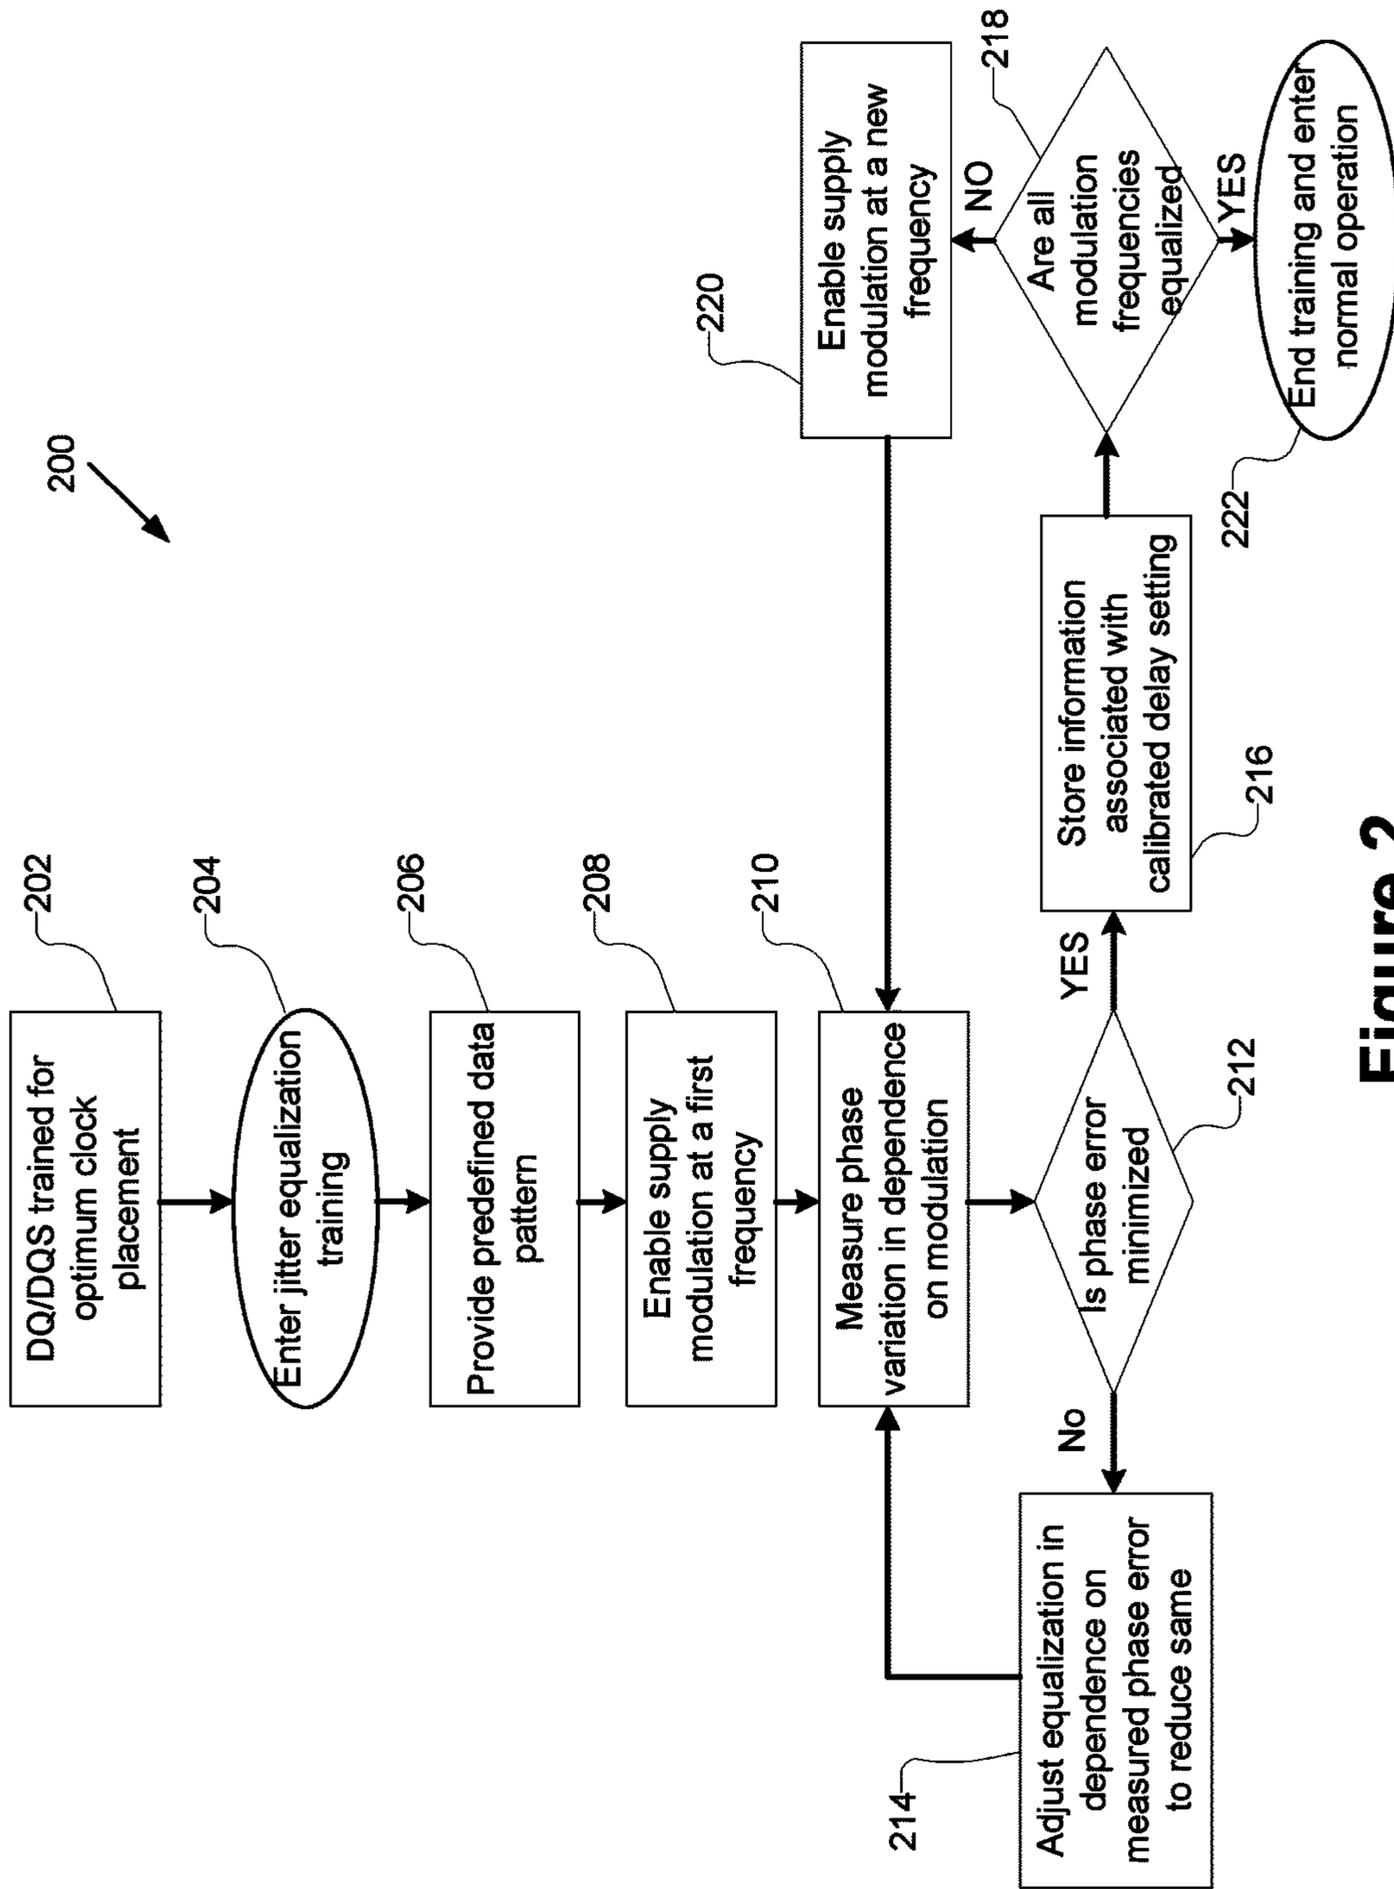 200
DQ/DQS trained for
optimum clock
placement
202
Enter jitter equalization
training
204
Provide predefined data
pattern
206
Enable supply
modulation at a first
frequency
208
Measure phase
variation in dependence
on modulation
210
Is phase error
minimized
212
No
Adjust equalization in
dependence on
measured phase error
to reduce same
214
YES
Store information
associated with
calibrated delay setting
216
Are all
modulation
frequencies
equalized
218
NO
Enable supply
modulation at a new
frequency
220
YES
End training and enter
normal operation
222
Figure 2